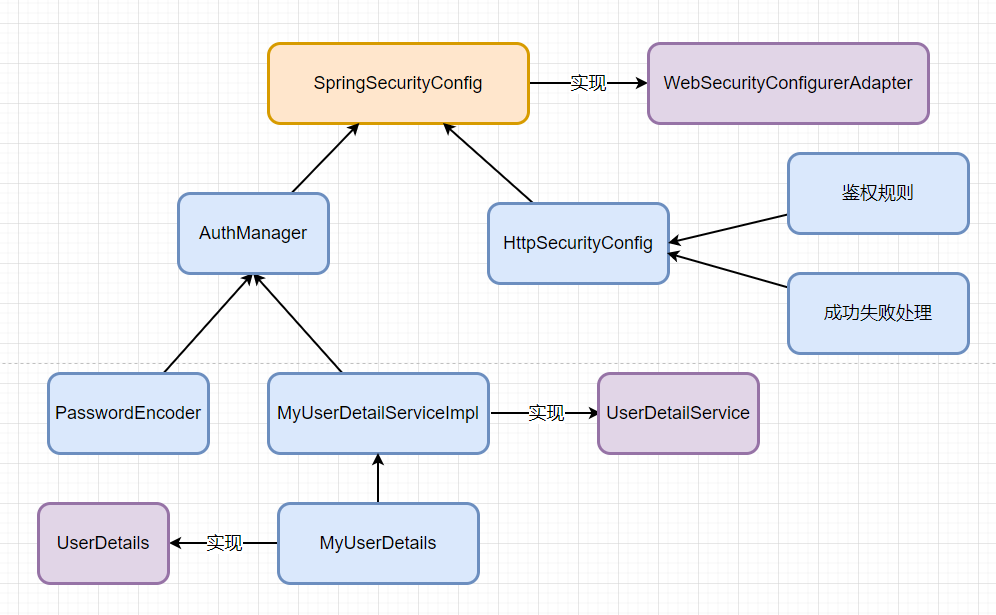 SpringSecurityConfig
实现
WebSecurityConfigurerAdapter
鉴权规则
AuthManager
HttpSecurityConfig
成功失败处理
PasswordEncoder
MyUserDetailServiceImpl
实现
UserDetailService
UserDetails
实现
MyUserDetails